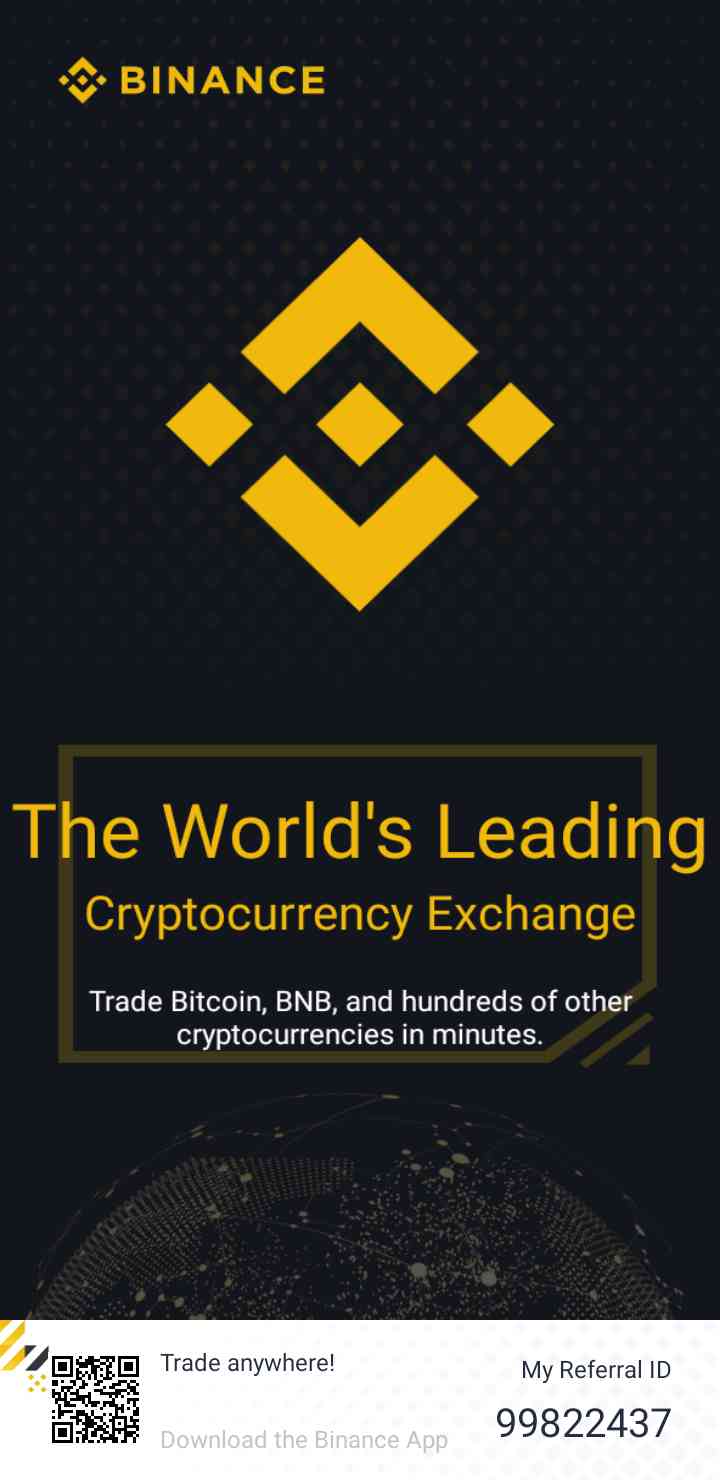 BINANCE
The World's Leading
Cryptocurrency Exchange
Trade Bitcoin, BNB, and hundreds of other
cryptocurrencies in minutes.
Trade anywhere!
Download the Binance App
My Referral ID
99822437